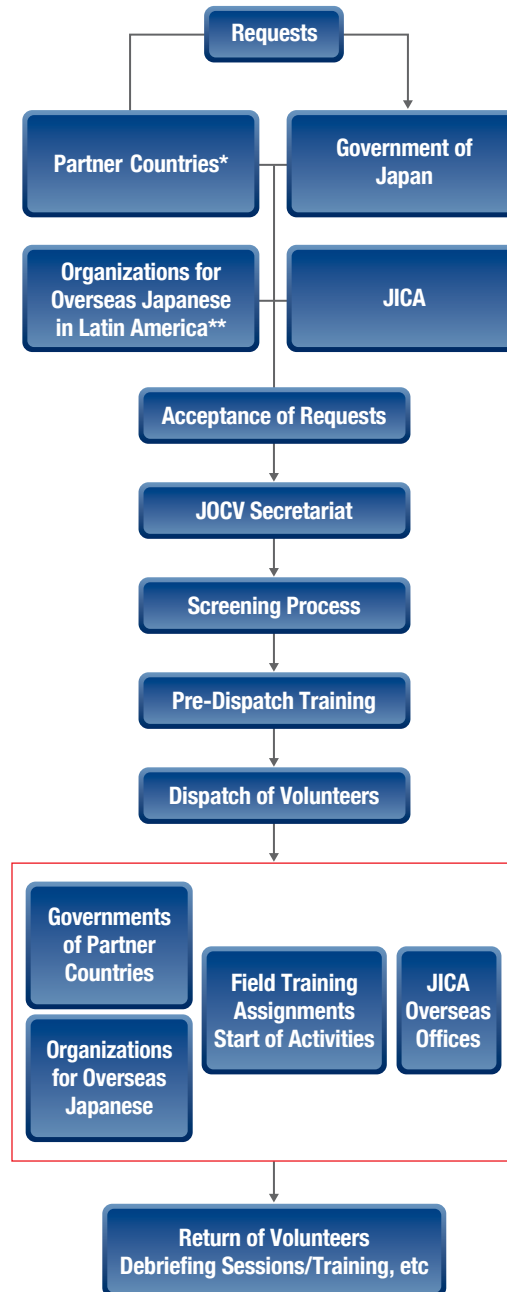 Requests
Partner Countries*
Government of
Japan
Organizations for
Overseas Japanese
in Latin America**
JICA
Acceptance of Requests
JOCV Secretariat
Screening Process
Pre-Dispatch Training
Dispatch of Volunteers
Governments
of Partner
Countries
Organizations
for Overseas
Japanese
Field Training
Assignments
Start of Activities
JICA
Overseas
Offices
Return of Volunteers
Debriefing Sessions/Training, etc